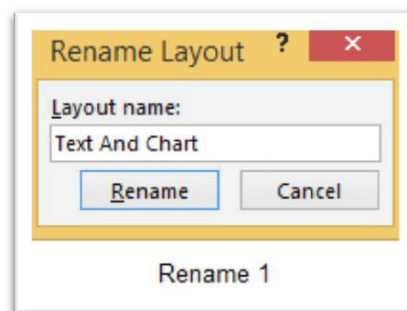 Rename Layout ? ×
Layout name:
Text And Chart
Rename Cancel
Rename 1